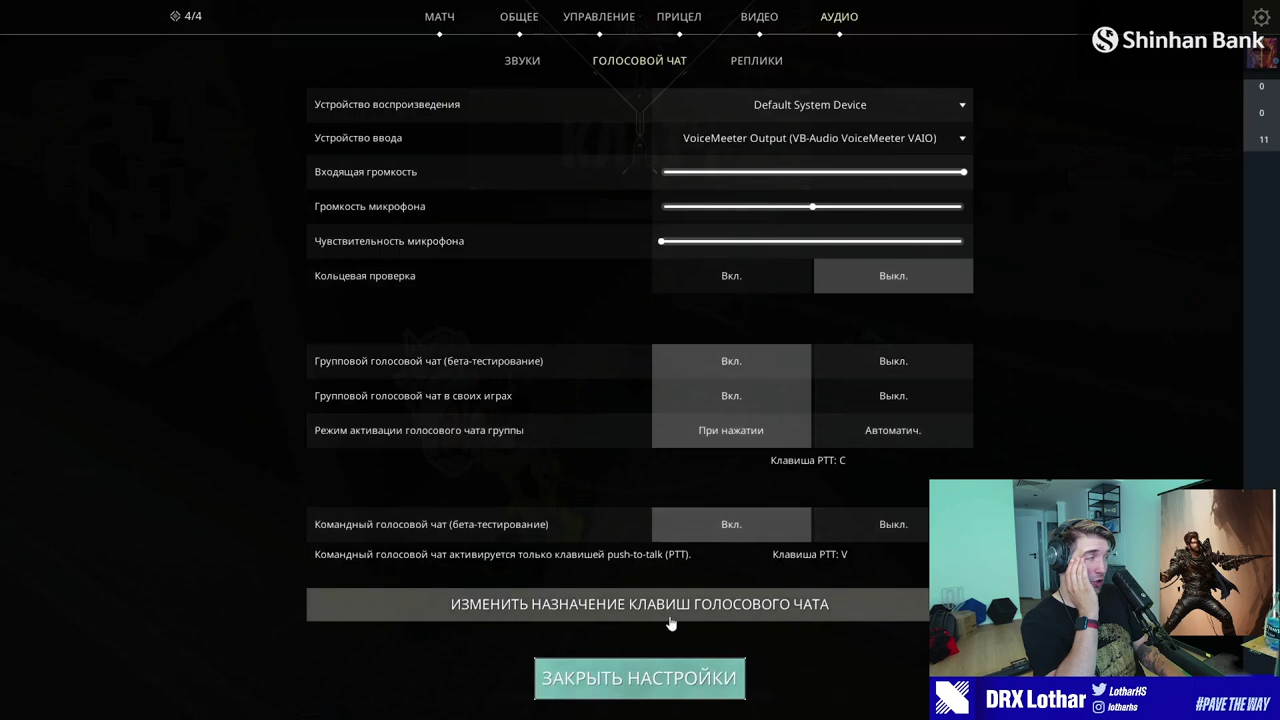 4/4
МАТЧ ОБЩЕЕ УПРАВЛЕНИЕ ПРИЦЕЛ ВИДЕО АУДИО
Shinhan Bank
ЗВУКИ ГОЛОСОВОЙ ЧАТ РЕПЛИКИ
0
0
11
Устройство воспроизведения Default System Device
Устройство ввода VoiceMeeter Output (VB-Audio VoiceMeeter VAIO)
Входящая громкость
Громкость микрофона
Чувствительность микрофона
Кольцевая проверка Вкл. Выкл.
Групповой голосовой чат (бета-тестирование) Вкл. Выкл.
Групповой голосовой чат в своих играх Вкл. Выкл.
Режим активации голосового чата группы При нажатии Автоматич.
Клавиша PTT: C
Командный голосовой чат (бета-тестирование) Вкл. Выкл.
Командный голосовой чат активируется только клавишей push-to-talk (PTT). Клавиша PTT: V
ИЗМЕНИТЬ НАЗНАЧЕНИЕ КЛАВИШ ГОЛОСОВОГО ЧАТА
ЗАКРЫТЬ НАСТРОЙКИ
DRX Lothar
LotharHS
lotharhs
#PAVE THE WAY